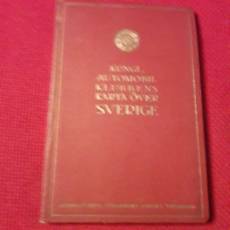 KUNGL.
AUTOMOBIL
KLUBBENS
KARTA ÖVER
SVERIGE